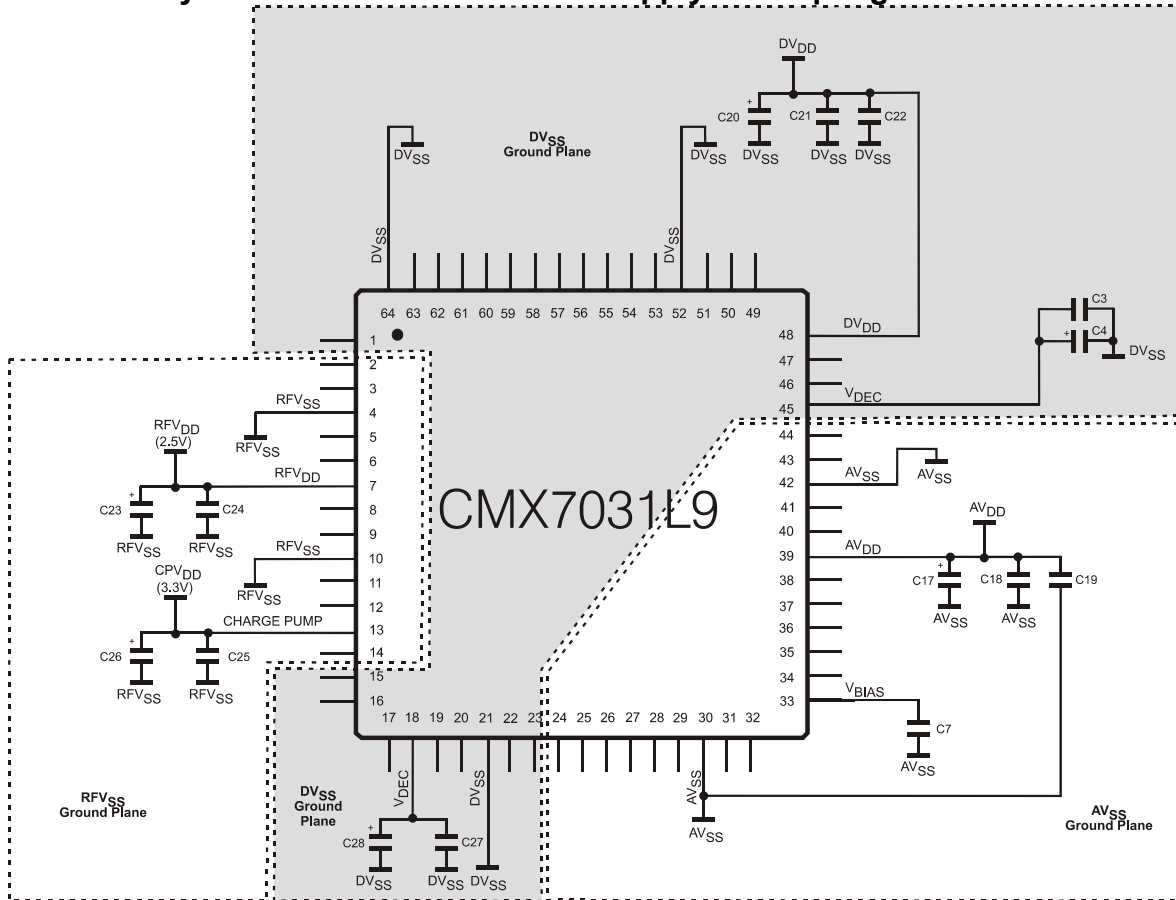 DVDD
C20
+
C21
C22
DVSS
DVSS
DVSS
DVSS
DVSS
DVSS
Ground Plane
DVSS
DVSS
64 63 62 61 60 59 58 57 56 55 54 53 52 51 50 49
1
2
3
4
5
6
7
8
9
10
11
12
13
14
15
16
48
47
46
45
44
43
42
41
40
39
38
37
36
35
34
33
DVDD
VDEC
C3
+
C4
DVSS
RFVSS
RFVSS
RFVDD
(2.5V)
RFVDD
+
C23
C24
RFVSS
RFVSS
RFVSS
RFVSS
CPVDD
(3.3V)
CHARGE PUMP
+
C26
C25
RFVSS
RFVSS
CMX7031L9
AVSS
AVSS
AVDD
AVDD
+
C17
C18
C19
AVSS
AVSS
VBIAS
C7
AVSS
17 18 19 20 21 22 23 24 25 26 27 28 29 30 31 32
VDEC
DVSS
AVSS
AVSS
RFVSS
Ground Plane
DVSS
Ground
Plane
+
C28
C27
DVSS
DVSS
DVSS
AVSS
Ground Plane